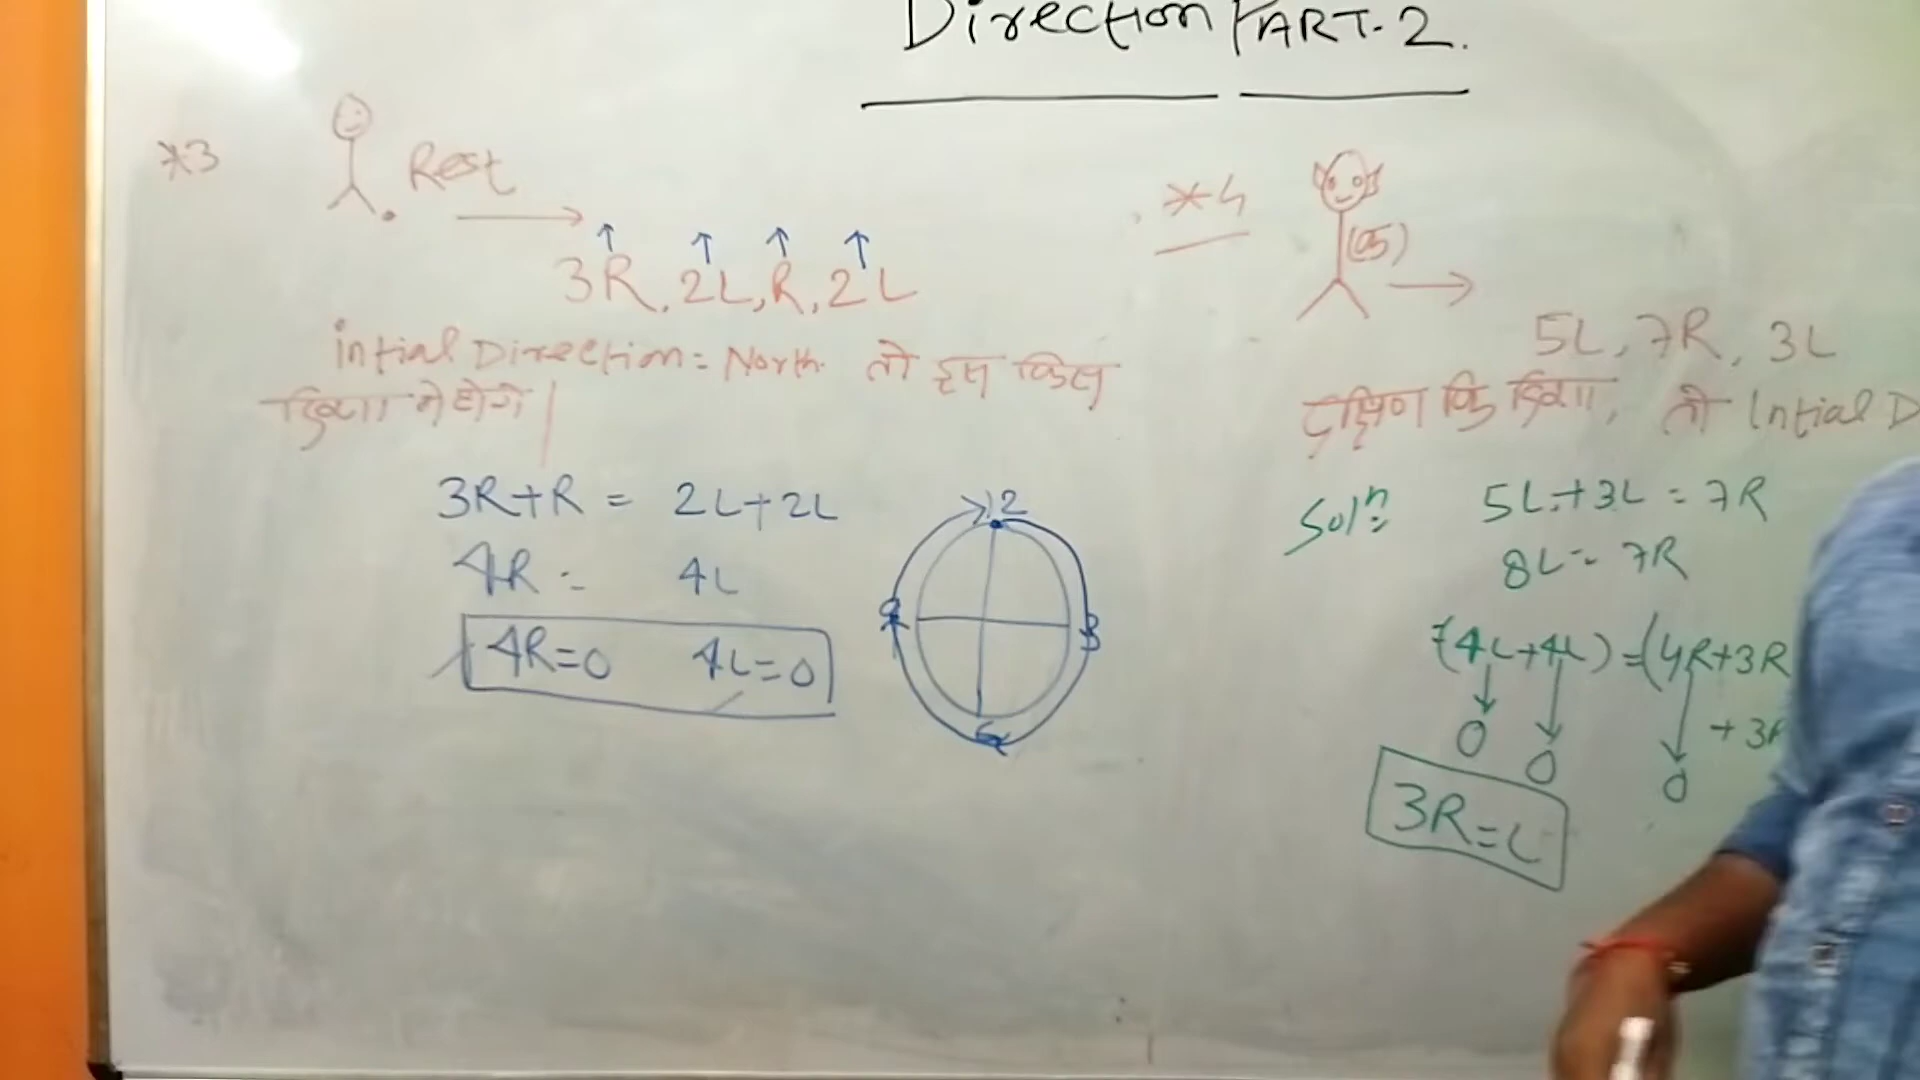 Direction PART-2.
*3
Rest
3R, 2L, R, 2L
intial Direction = North. तो हम किस
दिशा मे होगे |
3R+R = 2L+2L
4R = 4L
4R=0 4L=0
12
9 3
6
*4
(05)
5L, 7R, 3L
दक्षिण कि दिशा, तो Intial D
Solⁿ:
5L+3L = 7R
8L = 7R
(4L+4L) = (4R+3R
0 0 0
+3R
3R=L